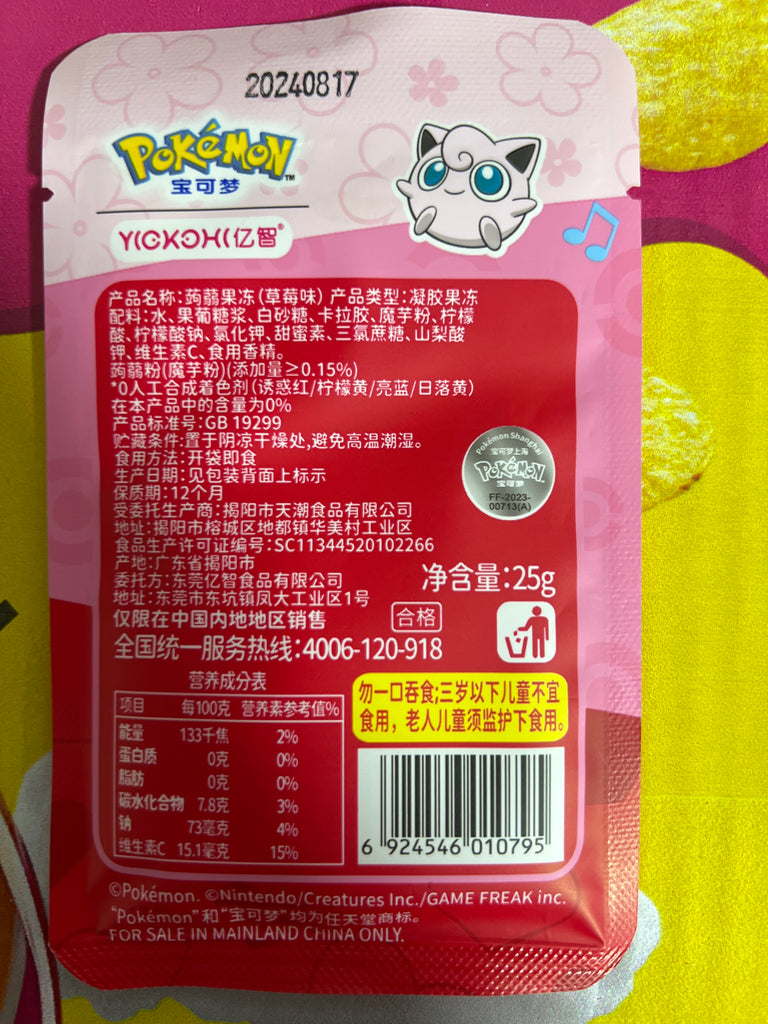 20240817
POKéMON™
宝可梦
YICKOHI亿智®
产品名称:蒟蒻果冻(草莓味) 产品类型:凝胶果冻
配料:水、果葡糖浆、白砂糖、卡拉胶、魔芋粉、柠檬
酸、柠檬酸钠、氯化钾、甜蜜素、三氯蔗糖、山梨酸
钾、维生素C、食用香精。
蒟蒻粉(魔芋粉)(添加量≥0.15%)
*0人工合成着色剂(诱惑红/柠檬黄/亮蓝/日落黄)
在本产品中的含量为0%
产品标准号:GB 19299
贮藏条件:置于阴凉干燥处,避免高温潮湿。
食用方法:开袋即食
生产日期:见包装背面上标示
保质期:12个月
受委托生产商:揭阳市天潮食品有限公司
地址:揭阳市榕城区地都镇华美村工业区
食品生产许可证编号:SC11344520102266
产地:广东省揭阳市
委托方:东莞亿智食品有限公司
地址:东莞市东坑镇凤大工业区1号
仅限在中国内地地区销售
合格
全国统一服务热线:4006-120-918
Pokémon Shanghai
宝可梦上海
POKéMON
宝可梦
FF-2023-
00713(A)
净含量:25g
营养成分表
项目 每100克 营养素参考值%
能量 133千焦 2%
蛋白质 0克 0%
脂肪 0克 0%
碳水化合物 7.8克 3%
钠 73毫克 4%
维生素C 15.1毫克 15%
勿一口吞食;三岁以下儿童不宜
食用，老人儿童须监护下食用。
6 924546 010795
©Pokémon. ©Nintendo/Creatures Inc./GAME FREAK inc.
"Pokémon"和"宝可梦"均为任天堂商标。
FOR SALE IN MAINLAND CHINA ONLY.